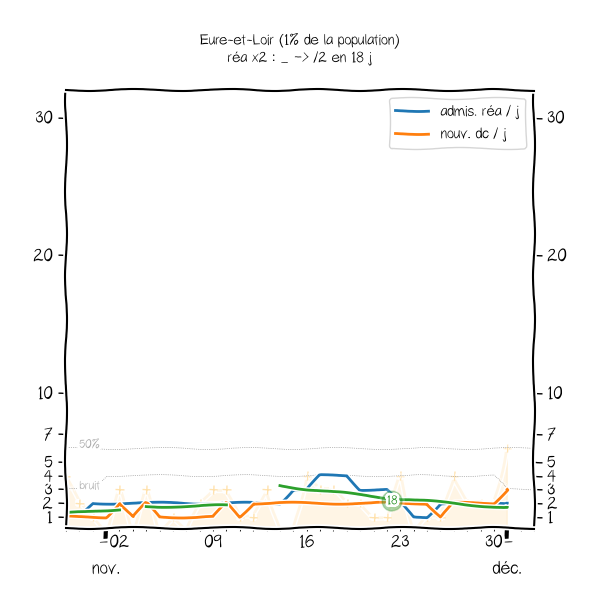 Eure-et-Loir (1% de la population)
réa x2 : _ -> /2 en 18 j
admis. réa / j
nouv. dc / j
30 30
20 20
10 10
7 7
50%
5 5
4 4
bruit
3 3
2 2
1 1
18
02 09 16 23 30
nov. déc.